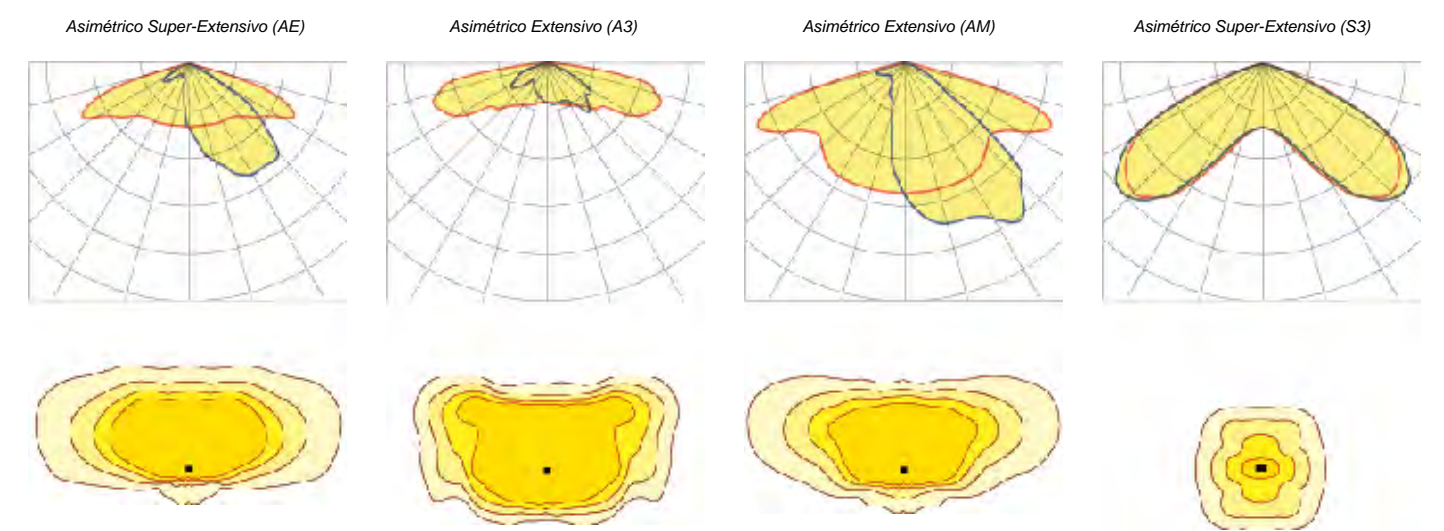 Asimétrico Super-Extensivo (AE)
Asimétrico Extensivo (A3)
Asimétrico Extensivo (AM)
Asimétrico Super-Extensivo (S3)